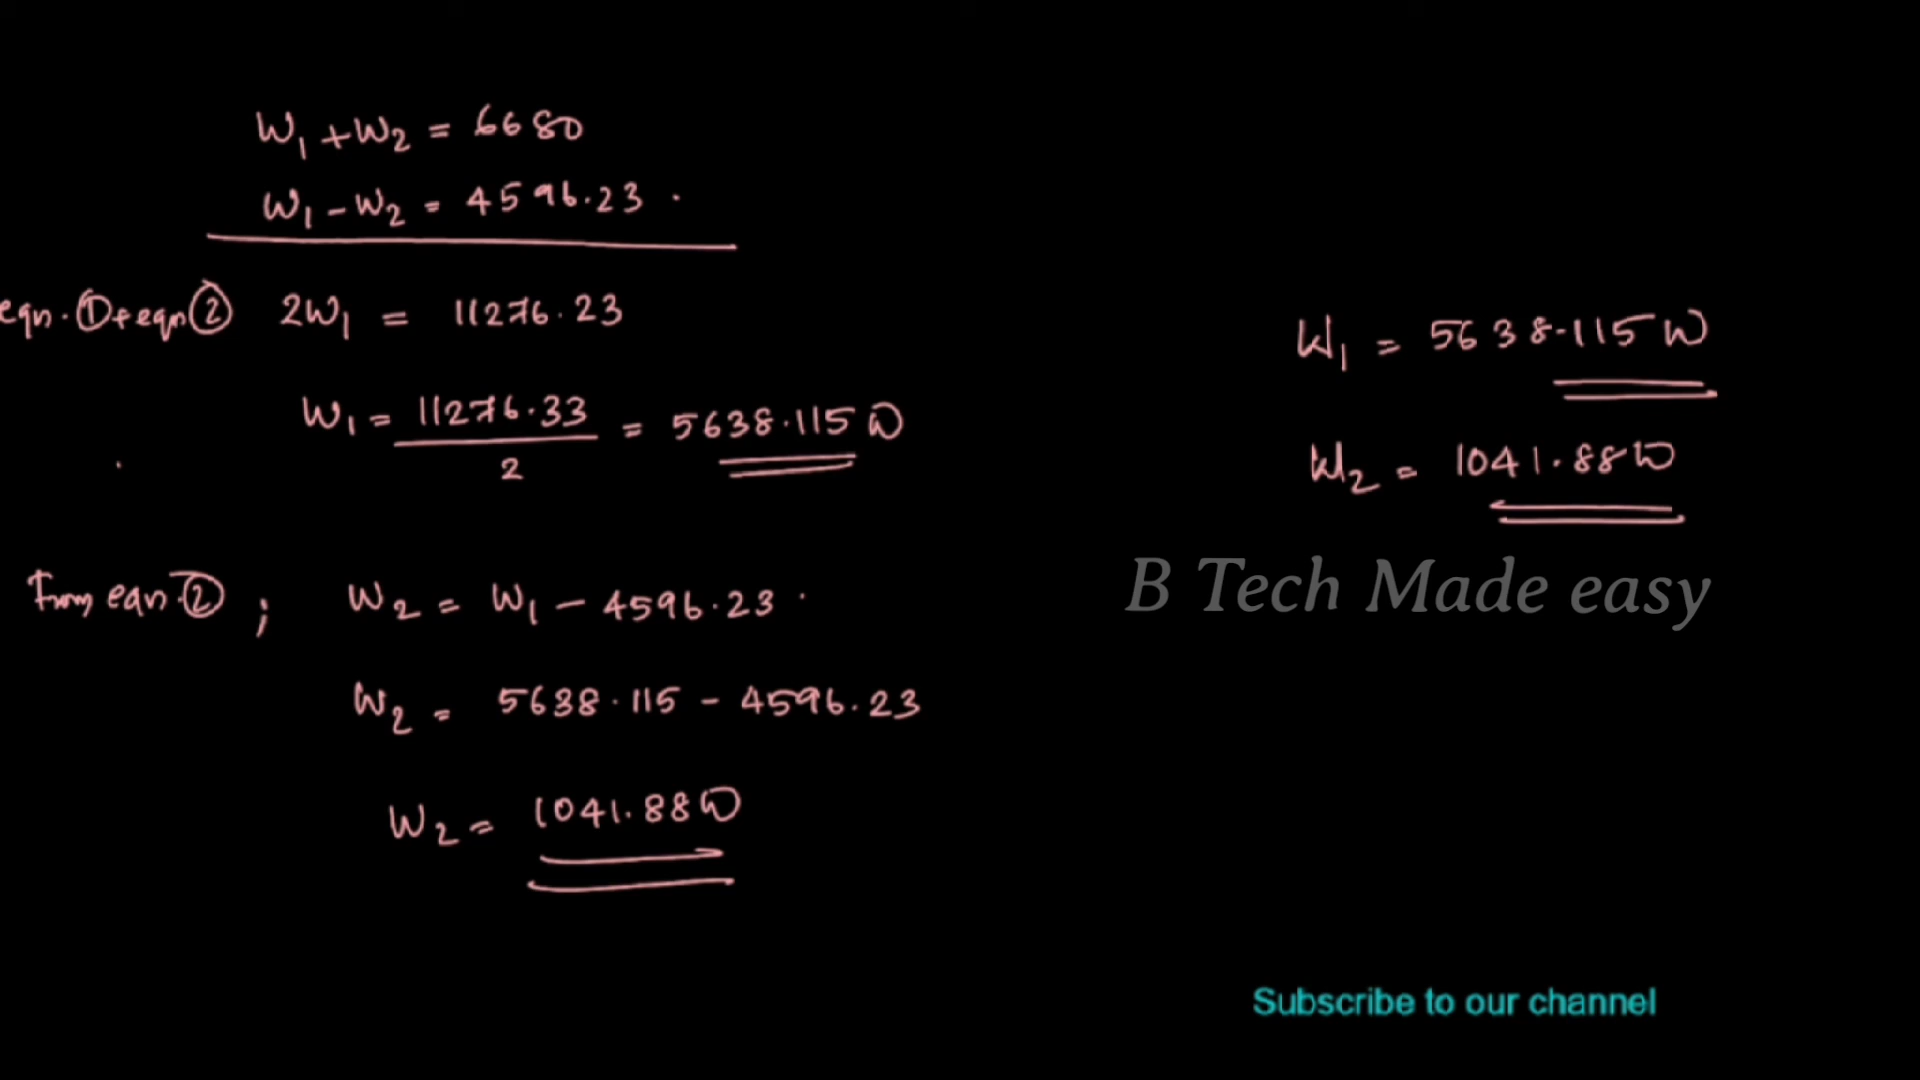 W₁ + W₂ = 6680
W₁ - W₂ = 4596.23 .
eqn. ① + eqn ② 2W₁ = 11276.23
W₁ = 11276.33 / 2 = 5638.115 W
From eqn. ② ; W₂ = W₁ - 4596.23 .
W₂ = 5638.115 - 4596.23
W₂ = 1041.88 W
W₁ = 5638.115 W
W₂ = 1041.88 W
B Tech Made easy
Subscribe to our channel